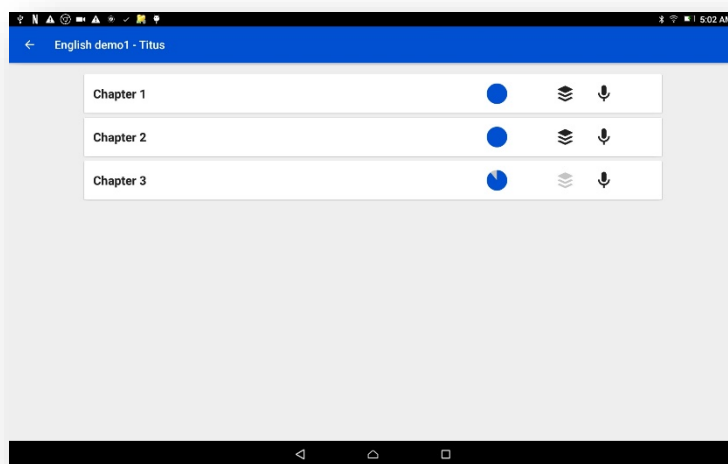 5:02 AM
English demo1 - Titus
Chapter 1
Chapter 2
Chapter 3